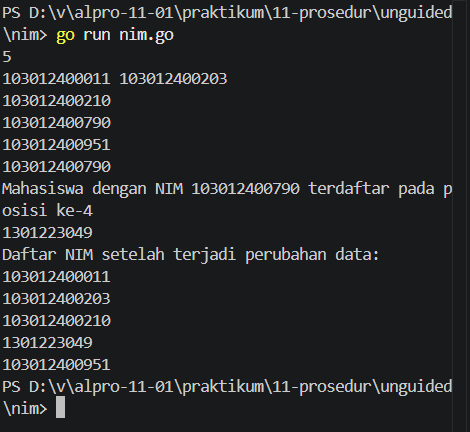 PS D:\v\alpro-11-01\praktikum\11-prosedur\unguided
\nim> go run nim.go
5
103012400011 103012400203
103012400210
103012400790
103012400951
103012400790
Mahasiswa dengan NIM 103012400790 terdaftar pada p
osisi ke-4
1301223049
Daftar NIM setelah terjadi perubahan data:
103012400011
103012400203
103012400210
1301223049
103012400951
PS D:\v\alpro-11-01\praktikum\11-prosedur\unguided
\nim>